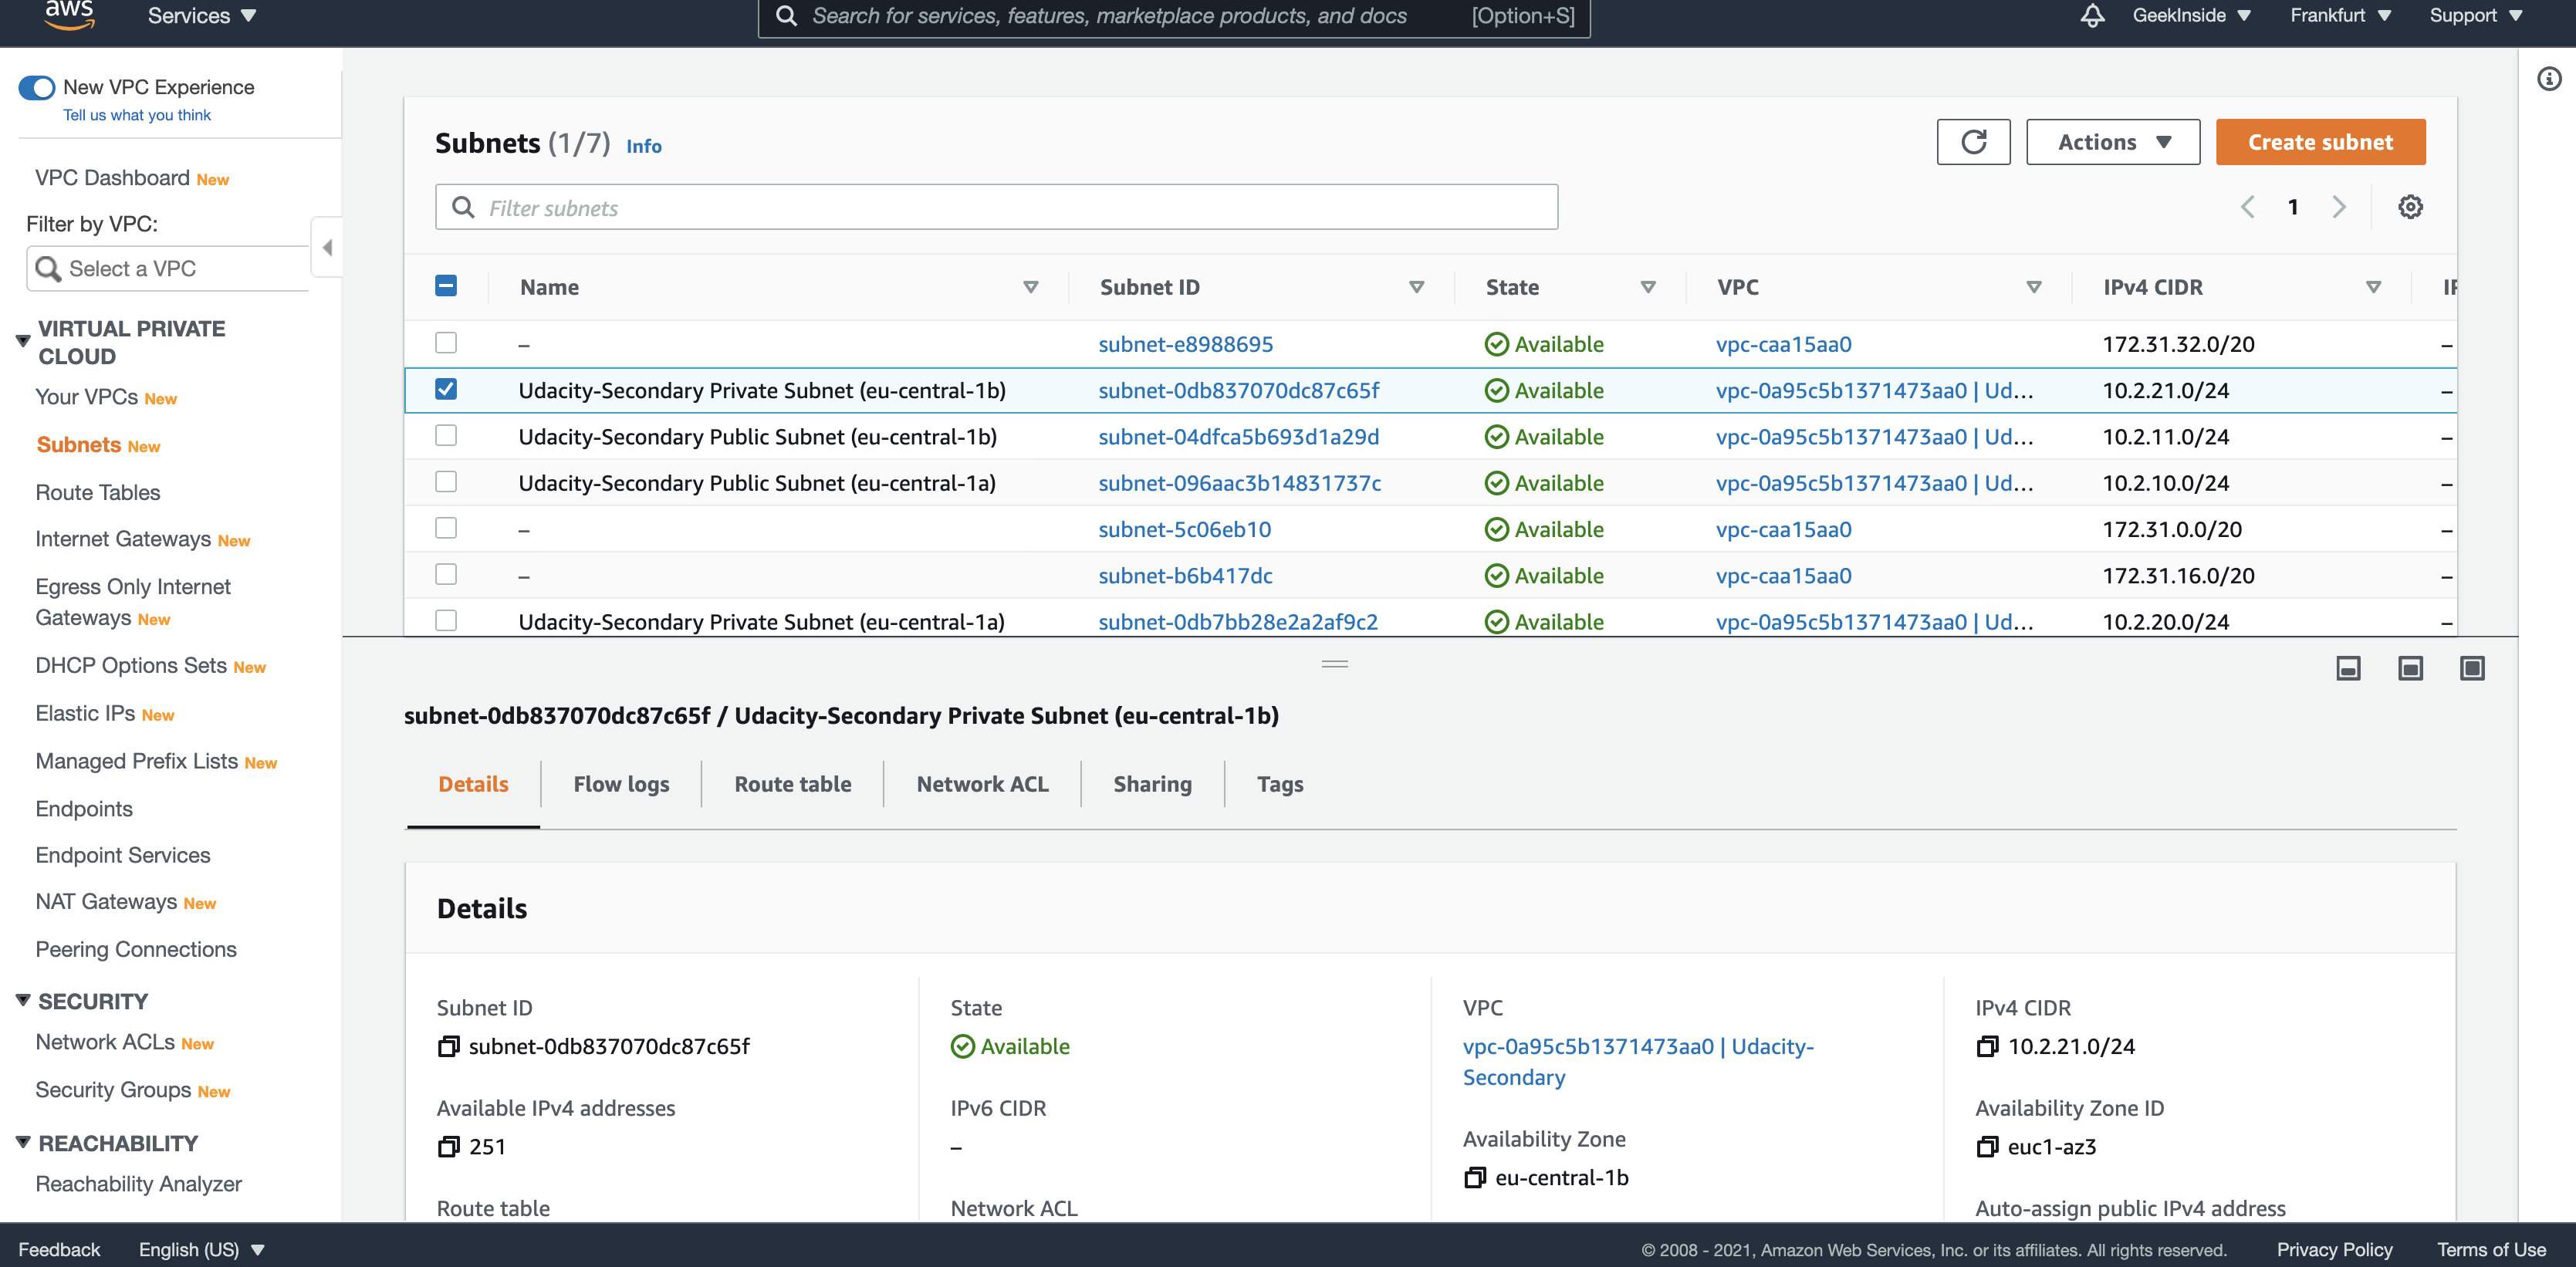 aws
Services
Search for services, features, marketplace products, and docs
[Option+S]
GeekInside
Frankfurt
Support
New VPC Experience
Tell us what you think
VPC Dashboard New
Filter by VPC:
Select a VPC
VIRTUAL PRIVATE
CLOUD
Your VPCs New
Subnets New
Route Tables
Internet Gateways New
Egress Only Internet
Gateways New
DHCP Options Sets New
Elastic IPs New
Managed Prefix Lists New
Endpoints
Endpoint Services
NAT Gateways New
Peering Connections
SECURITY
Network ACLs New
Security Groups New
REACHABILITY
Reachability Analyzer
Subnets (1/7) Info
Actions
Create subnet
Filter subnets
1
Name Subnet ID State VPC IPv4 CIDR
– subnet-e8988695 Available vpc-caa15aa0 172.31.32.0/20 –
Udacity-Secondary Private Subnet (eu-central-1b) subnet-0db837070dc87c65f Available vpc-0a95c5b1371473aa0 | Ud... 10.2.21.0/24 –
Udacity-Secondary Public Subnet (eu-central-1b) subnet-04dfca5b693d1a29d Available vpc-0a95c5b1371473aa0 | Ud... 10.2.11.0/24 –
Udacity-Secondary Public Subnet (eu-central-1a) subnet-096aac3b14831737c Available vpc-0a95c5b1371473aa0 | Ud... 10.2.10.0/24 –
– subnet-5c06eb10 Available vpc-caa15aa0 172.31.0.0/20 –
– subnet-b6b417dc Available vpc-caa15aa0 172.31.16.0/20 –
Udacity-Secondary Private Subnet (eu-central-1a) subnet-0db7bb28e2a2af9c2 Available vpc-0a95c5b1371473aa0 | Ud... 10.2.20.0/24 –
subnet-0db837070dc87c65f / Udacity-Secondary Private Subnet (eu-central-1b)
Details Flow logs Route table Network ACL Sharing Tags
Details
Subnet ID
subnet-0db837070dc87c65f
Available IPv4 addresses
251
Route table
State
Available
IPv6 CIDR
–
Network ACL
VPC
vpc-0a95c5b1371473aa0 | Udacity-
Secondary
Availability Zone
eu-central-1b
IPv4 CIDR
10.2.21.0/24
Availability Zone ID
euc1-az3
Auto-assign public IPv4 address
Feedback
English (US)
© 2008 - 2021, Amazon Web Services, Inc. or its affiliates. All rights reserved.
Privacy Policy
Terms of Use